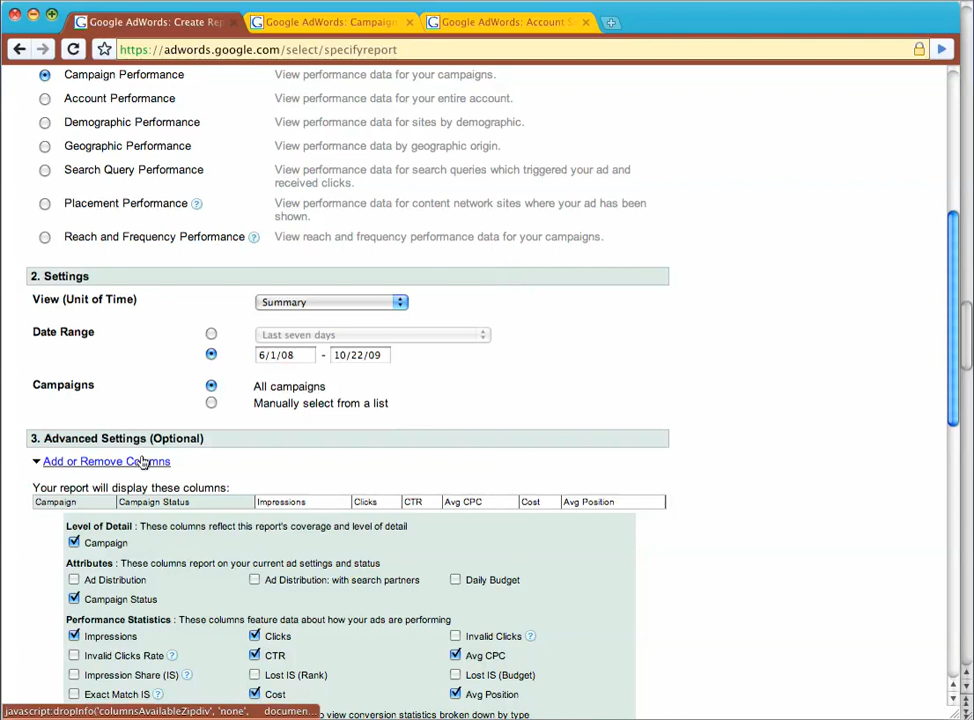 Google AdWords: Create Rep
Google AdWords: Campaign
Google AdWords: Account S
https://adwords.google.com/select/specifyreport
Campaign Performance View performance data for your campaigns.
Account Performance View performance data for your entire account.
Demographic Performance View performance data for sites by demographic.
Geographic Performance View performance data by geographic origin.
Search Query Performance View performance data for search queries which triggered your ad and
received clicks.
Placement Performance ? View performance data for content network sites where your ad has been
shown.
Reach and Frequency Performance ? View reach and frequency performance data for your campaigns.
2. Settings
View (Unit of Time) Summary
Date Range Last seven days
6/1/08 - 10/22/09
Campaigns All campaigns
Manually select from a list
3. Advanced Settings (Optional)
Add or Remove Columns
Your report will display these columns:
Campaign Campaign Status Impressions Clicks CTR Avg CPC Cost Avg Position
Level of Detail : These columns reflect this report's coverage and level of detail
Campaign
Attributes : These columns report on your current ad settings and status
Ad Distribution Ad Distribution: with search partners Daily Budget
Campaign Status
Performance Statistics : These columns feature data about how your ads are performing
Impressions Clicks Invalid Clicks ?
Invalid Clicks Rate ? CTR Avg CPC
Impression Share (IS) ? Lost IS (Rank) Lost IS (Budget)
Exact Match IS ? Cost Avg Position
to view conversion statistics broken down by type
javascript:dropInfo('columnsAvailableZipdiv', 'none', documen...